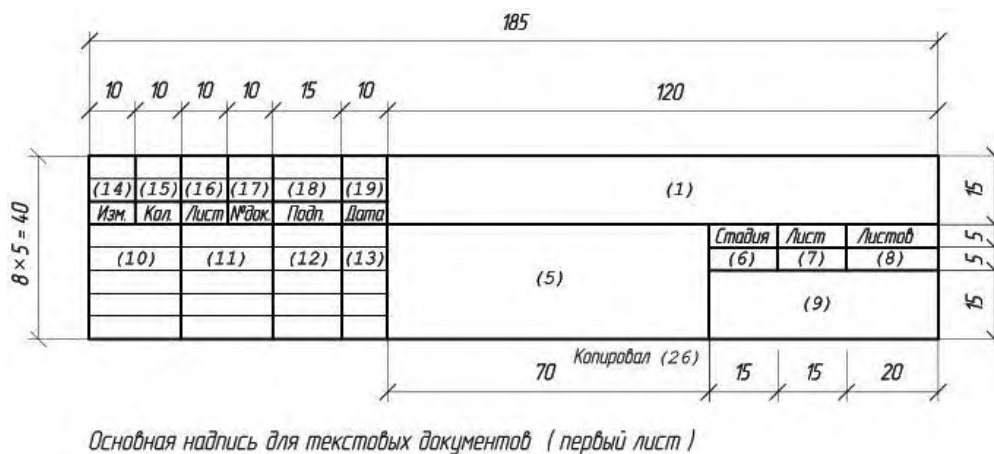 185
10 10 10 10 15 10 120
8 × 5 = 40
(14) (15) (16) (17) (18) (19) (1) 15
Изм. Кол. Лист №док. Подп. Дата
Стадия Лист Листов 5
(10) (11) (12) (13) (5) (6) (7) (8) 5
(9) 15
Копировал (26)
70 15 15 20
Основная надпись для текстовых документов ( первый лист )